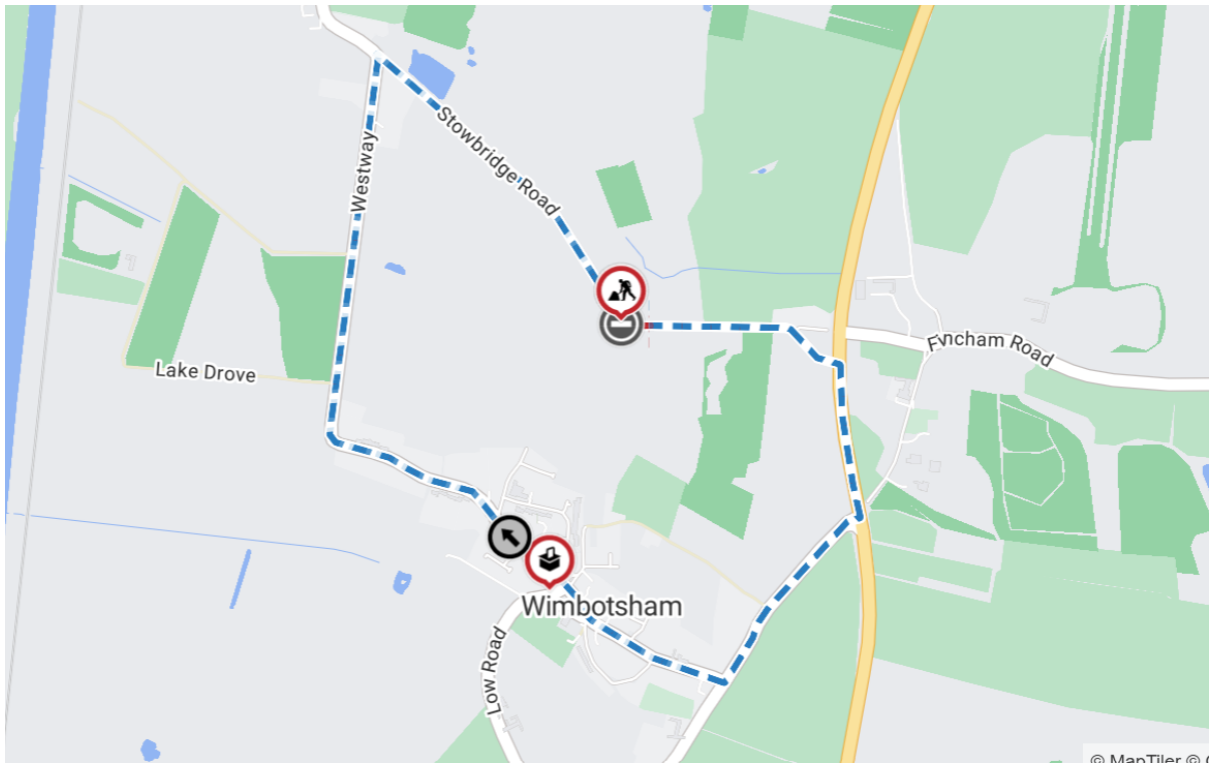 Stowbridge Road
Westway
Fincham Road
Lake Drove
Wimbotsham
Low Road
© MapTiler ©